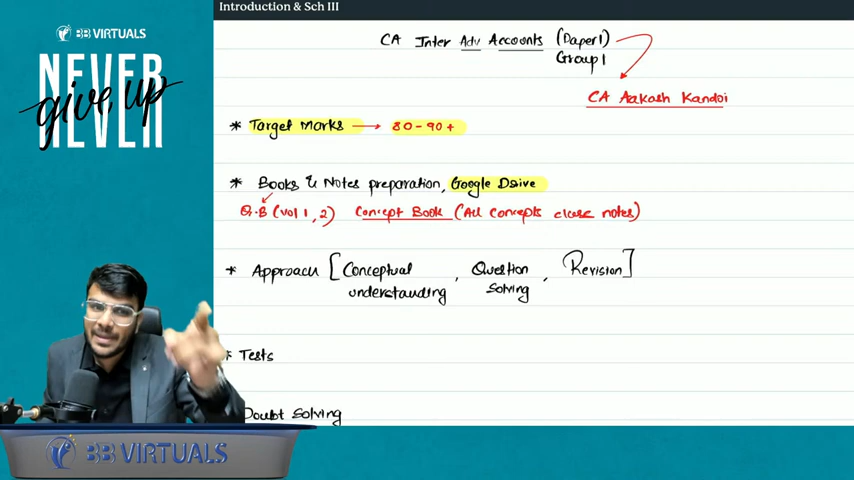 Introduction & Sch III
BB VIRTUALS
NEVER
give up
NEVER
CA Inter Adv Accounts (Paper 1)
Group 1
CA Aakash Kandoi
* Target Marks → 80-90+
* Books & Notes preparation, Google Drive
Q.B (vol 1, 2) Concept Book (All concepts class notes)
* Approach [Conceptual understanding, Question Solving, Revision]
* Tests
Doubt Solving
BB VIRTUALS